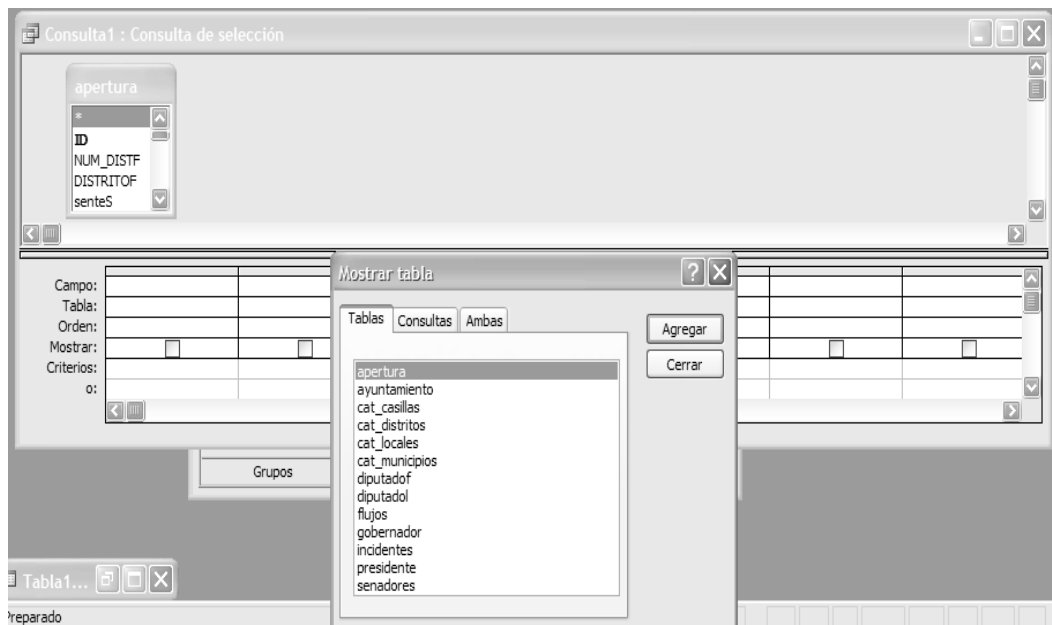 Consulta1 : Consulta de selección
apertura
*
ID
NUM_DISTF
DISTRITOF
senteS
Campo:
Tabla:
Orden:
Mostrar:
Criterios:
o:
Mostrar tabla
Tablas
Consultas
Ambas
Agregar
Cerrar
apertura
ayuntamiento
cat_casillas
cat_distritos
cat_locales
cat_municipios
diputadof
diputadol
flujos
gobernador
incidentes
presidente
senadores
Grupos
Tabla1...
Preparado